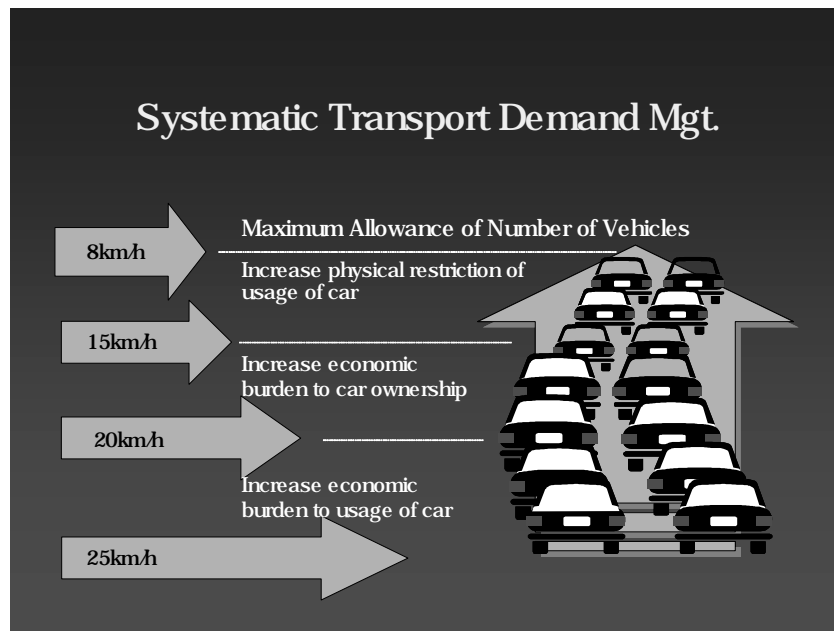 Systematic Transport Demand Mgt.
8km/h
Maximum Allowance of Number of Vehicles
Increase physical restriction of
usage of car
15km/h
Increase economic
burden to car ownership
20km/h
Increase economic
burden to usage of car
25km/h